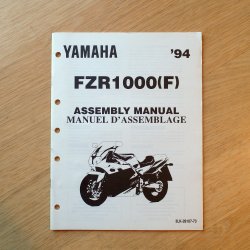 YAMAHA '94
FZR1000(F)
ASSEMBLY MANUAL
MANUEL D'ASSEMBLAGE